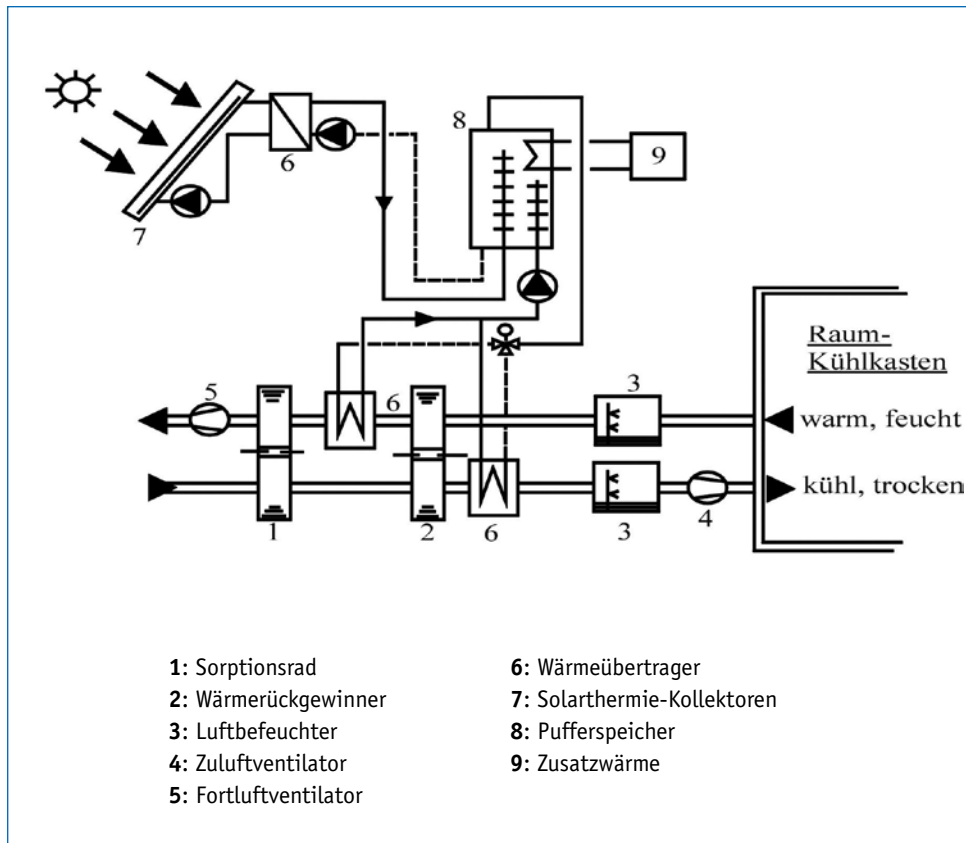 8
6
9
7
Raum-
Kühlkasten
5
6
3
warm, feucht
kühl, trocken
1
2
6
3
4
1: Sorptionsrad
2: Wärmerückgewinner
3: Luftbefeuchter
4: Zuluftventilator
5: Fortluftventilator
6: Wärmeübertrager
7: Solarthermie-Kollektoren
8: Pufferspeicher
9: Zusatzwärme